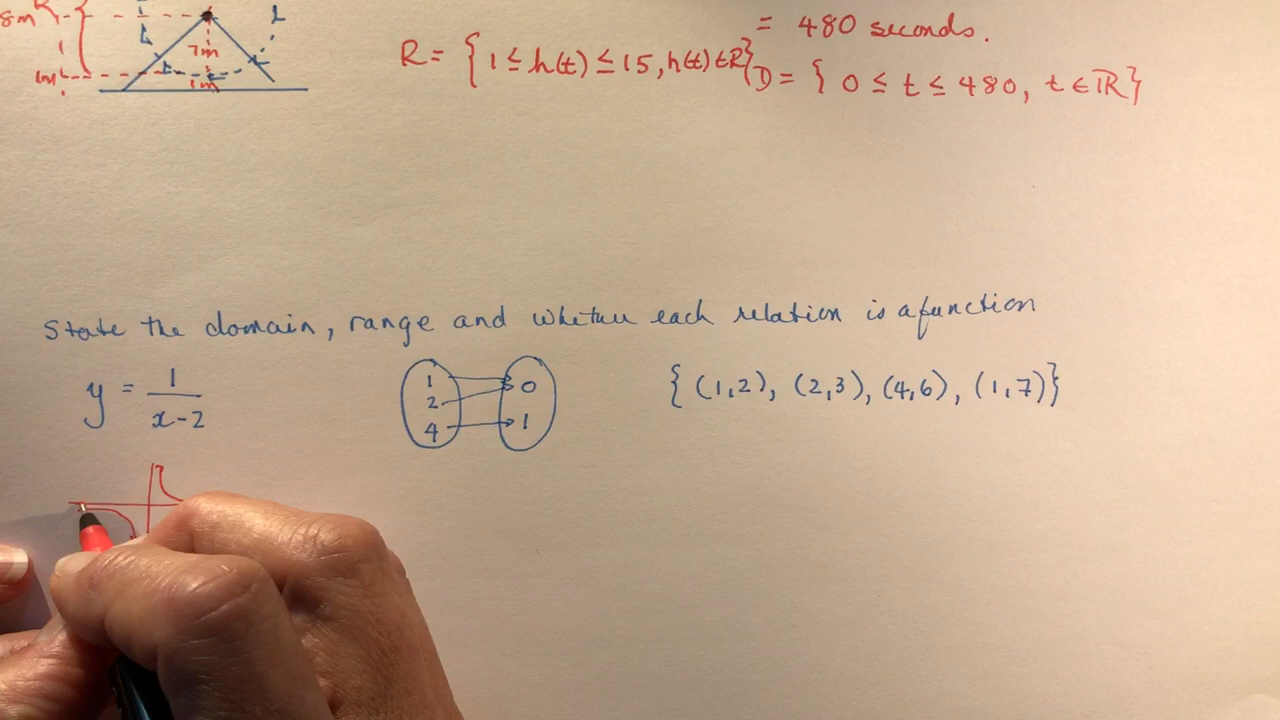 8m
7m
1m
1m
= 480 seconds.
R = { 1 ≤ h(t) ≤ 15, h(t) ∈ R}
D = { 0 ≤ t ≤ 480, t ∈ ℝ}
State the domain, range and whether each relation is a function
y = 1/(x-2)
1 0
2
4 1
{ (1,2), (2,3), (4,6), (1,7)}